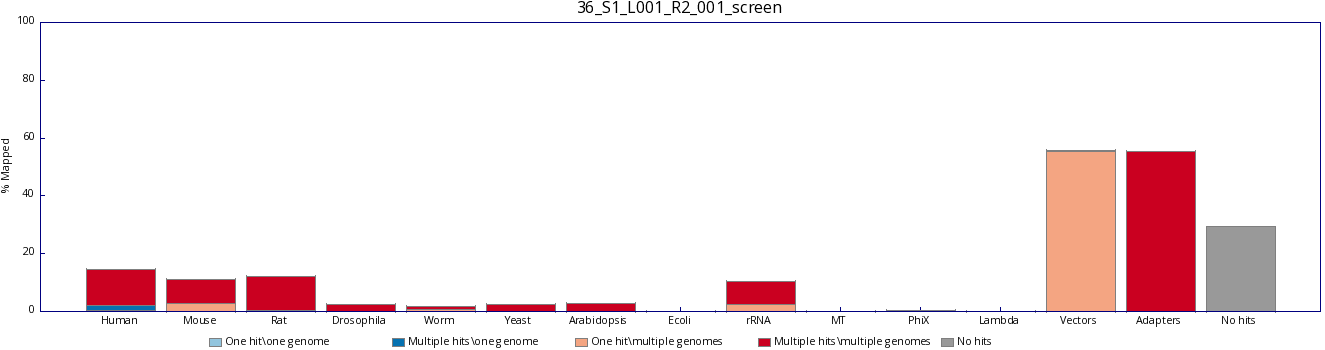 36_S1_L001_R2_001_screen
100
80
60
40
20
0
% Mapped
Human Mouse Rat Drosophila Worm Yeast Arabidopsis Ecoli rRNA MT PhiX Lambda Vectors Adapters No hits
One hit\one genome Multiple hits\one genome One hit\multiple genomes Multiple hits\multiple genomes No hits